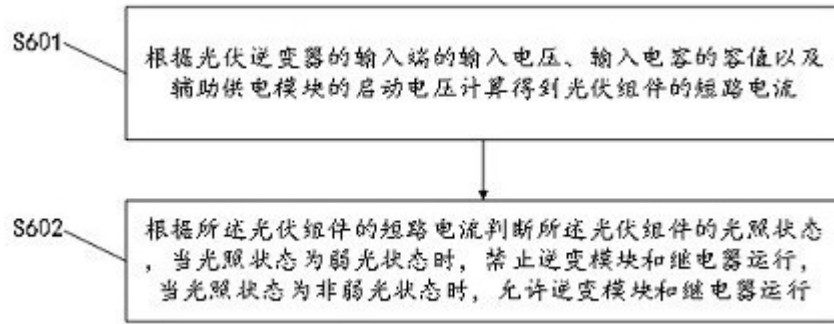 S601
根据光伏逆变器的输入端的输入电压、输入电容的容值以及
辅助供电模块的启动电压计算得到光伏组件的短路电流
S602
根据所述光伏组件的短路电流判断所述光伏组件的光照状态
，当光照状态为弱光状态时，禁止逆变模块和继电器运行，
当光照状态为非弱光状态时，允许逆变模块和继电器运行